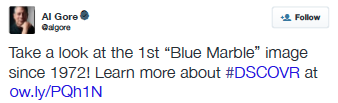 Al Gore
@algore
Follow
Take a look at the 1st “Blue Marble” image
since 1972! Learn more about #DSCOVR at
ow.ly/PQh1N